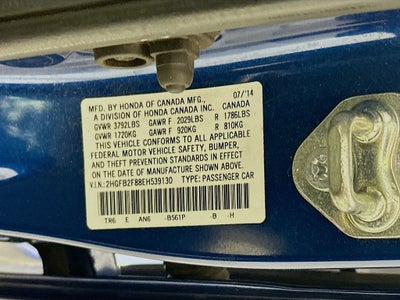 MFD. BY HONDA OF CANADA MFG., 07/'14
A DIVISION OF HONDA CANADA INC. CANADA
GVWR 3792LBS GAWR F 2029LBS R 1786LBS
GVWR 1720KG GAWR F 920KG R 810KG
THIS VEHICLE CONFORMS TO ALL APPLICABLE
FEDERAL MOTOR VEHICLE SAFETY, BUMPER,
AND THEFT PREVENTION STANDARDS IN EFFECT
ON THE DATE OF MANUFACTURE SHOWN ABOVE.
V.I.N.: 2HGFB2F88EH539130 TYPE: PASSENGER CAR
TR6 E AN6 -B561P -B -H